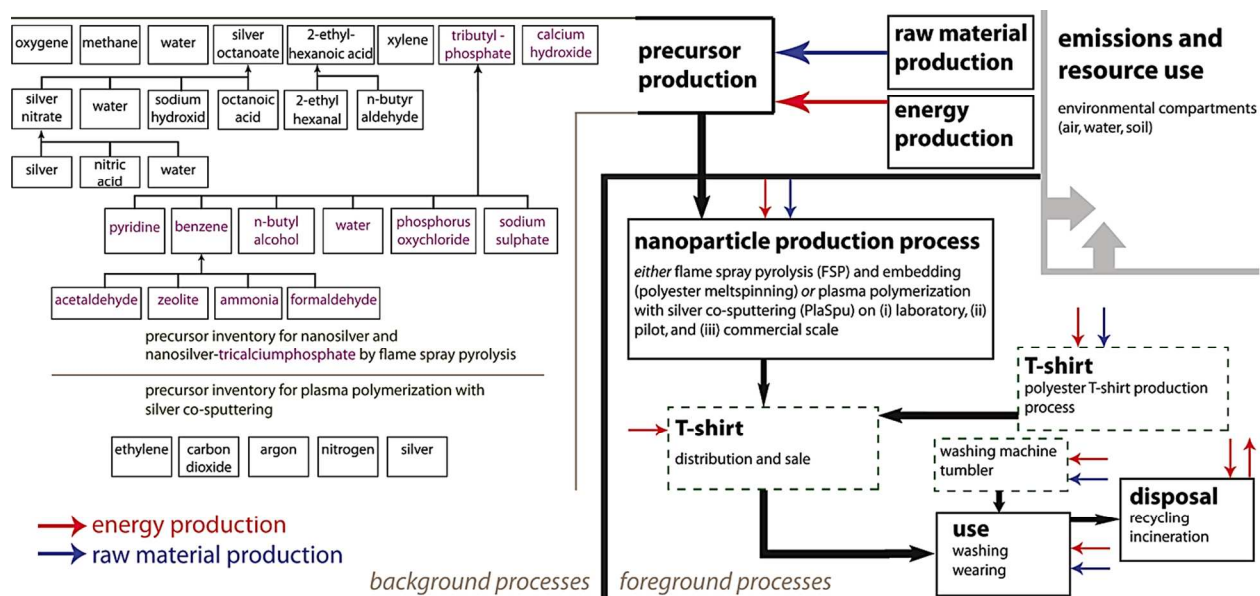 oxygene
methane
water
silver
octanoate
2-ethyl-
hexanoic acid
xylene
tributyl -
phosphate
calcium
hydroxide
silver
nitrate
water
sodium
hydroxid
octanoic
acid
2-ethyl
hexanal
n-butyr
aldehyde
silver
nitric
acid
water
pyridine
benzene
n-butyl
alcohol
water
phosphorus
oxychloride
sodium
sulphate
acetaldehyde
zeolite
ammonia
formaldehyde
precursor inventory for nanosilver and
nanosilver-tricalciumphosphate by flame spray pyrolysis
precursor inventory for plasma polymerization with
silver co-sputtering
ethylene
carbon
dioxide
argon
nitrogen
silver
energy production
raw material production
background processes
foreground processes
precursor
production
raw material
production
energy
production
emissions and
resource use
environmental compartments
(air, water, soil)
nanoparticle production process
either flame spray pyrolysis (FSP) and embedding
(polyester meltspinning) or plasma polymerization
with silver co-sputtering (PlaSpu) on (i) laboratory, (ii)
pilot, and (iii) commercial scale
T-shirt
polyester T-shirt production
process
T-shirt
distribution and sale
washing machine
tumbler
use
washing
wearing
disposal
recycling
incineration